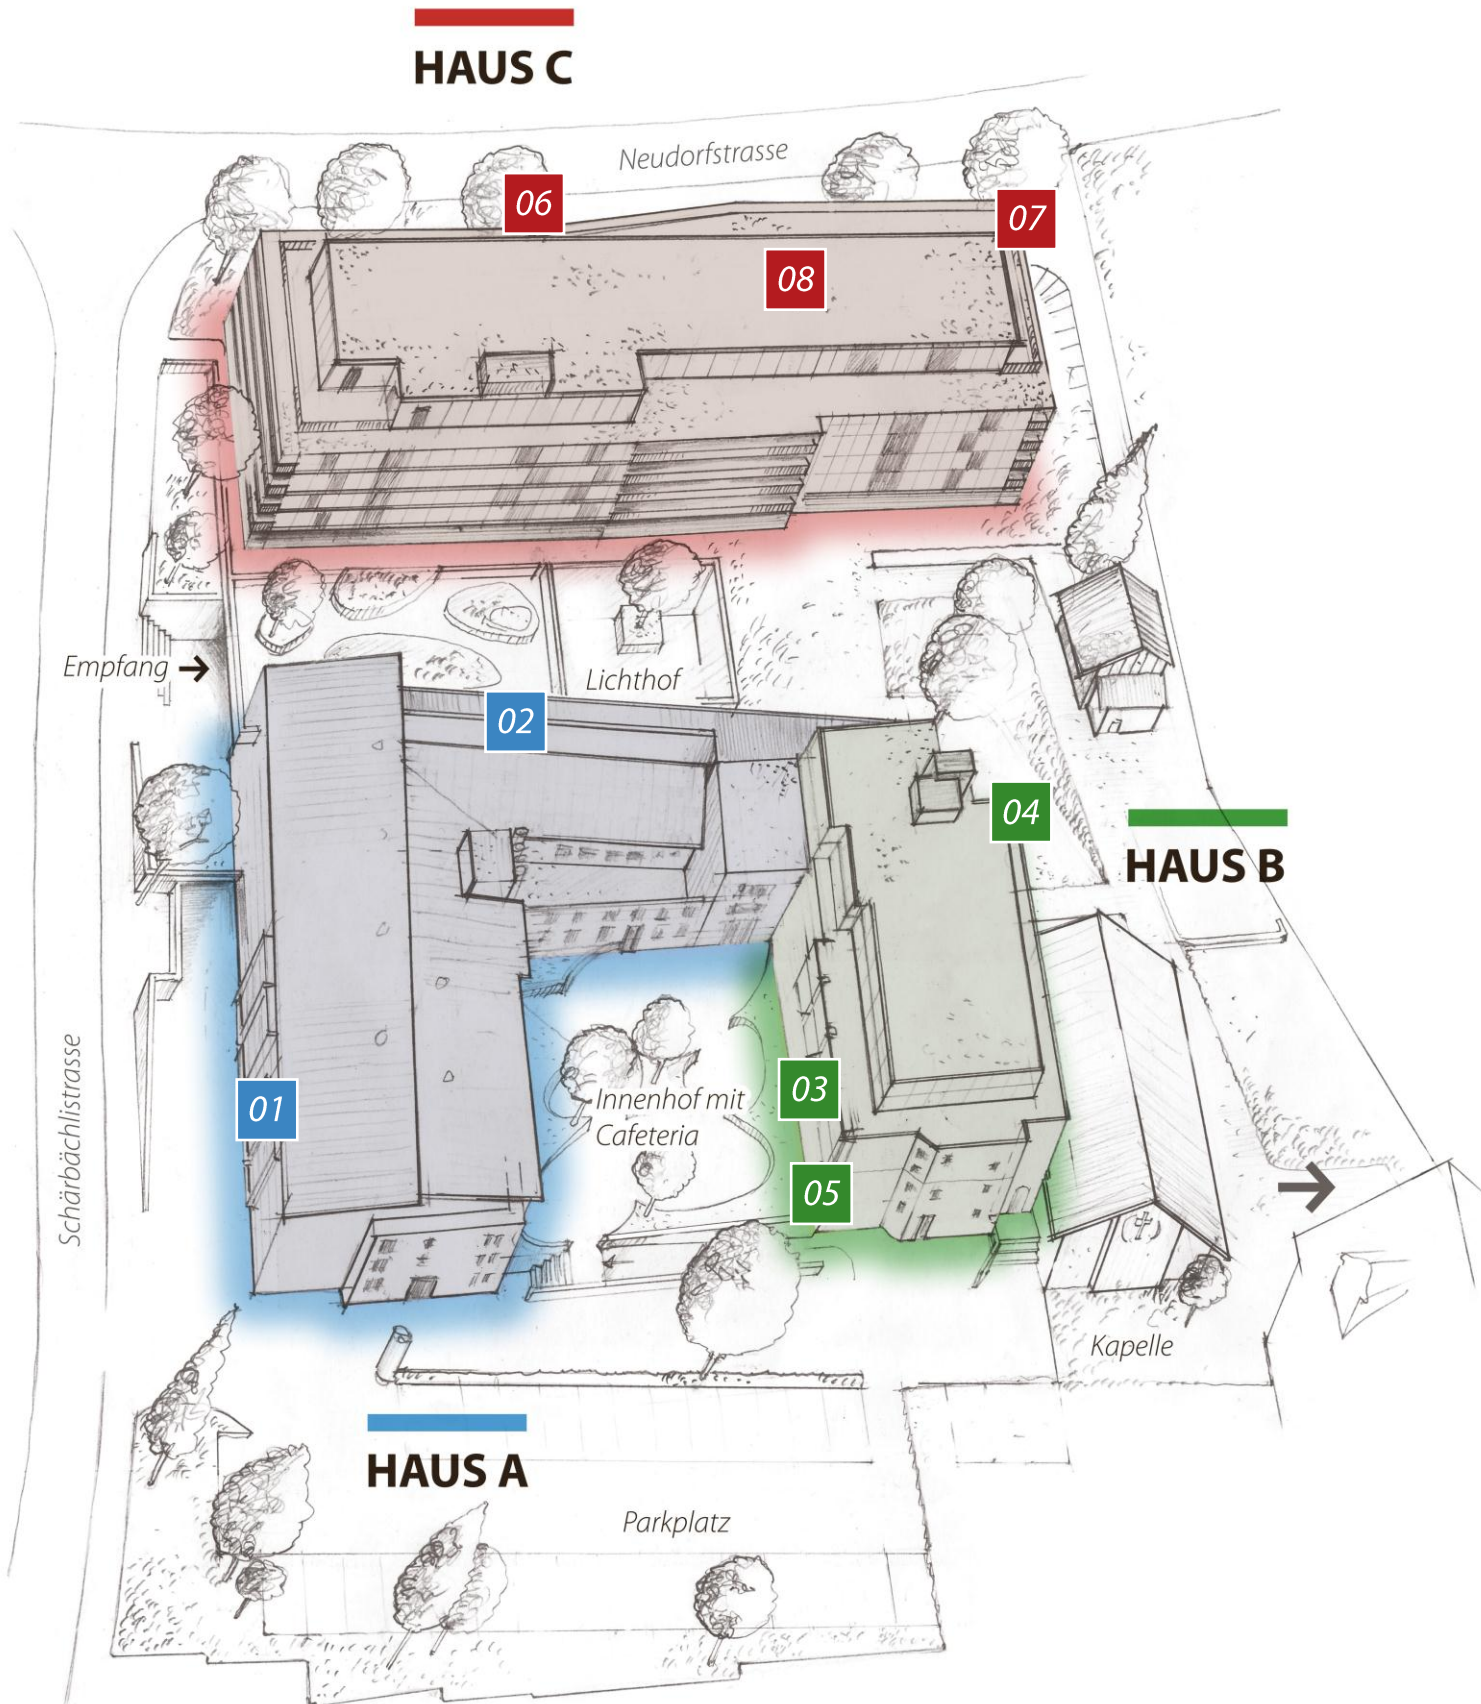 HAUS C
Neudorfstrasse
06
07
08
Empfang →
Lichthof
02
04
HAUS B
Schärbächlistrasse
01
03
Innenhof mit
Cafeteria
05
Kapelle
HAUS A
Parkplatz